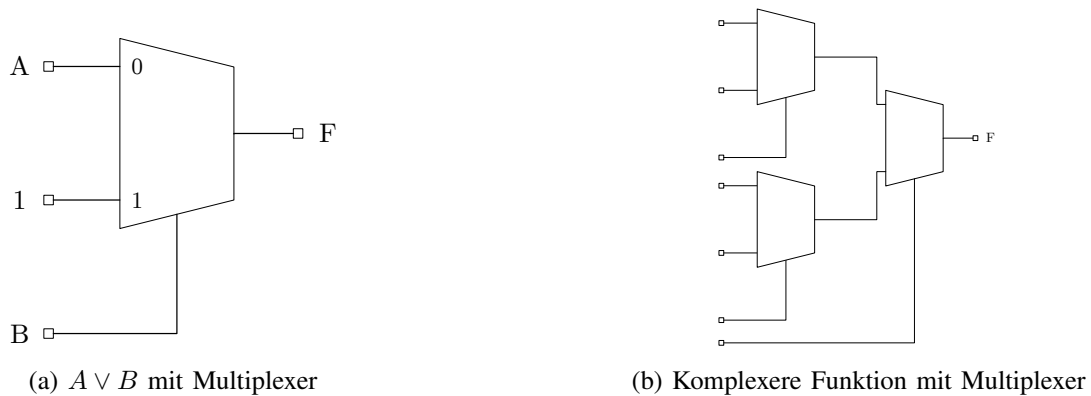 A
0
F
1
1
B
(a) A ∨ B mit Multiplexer
F
(b) Komplexere Funktion mit Multiplexer